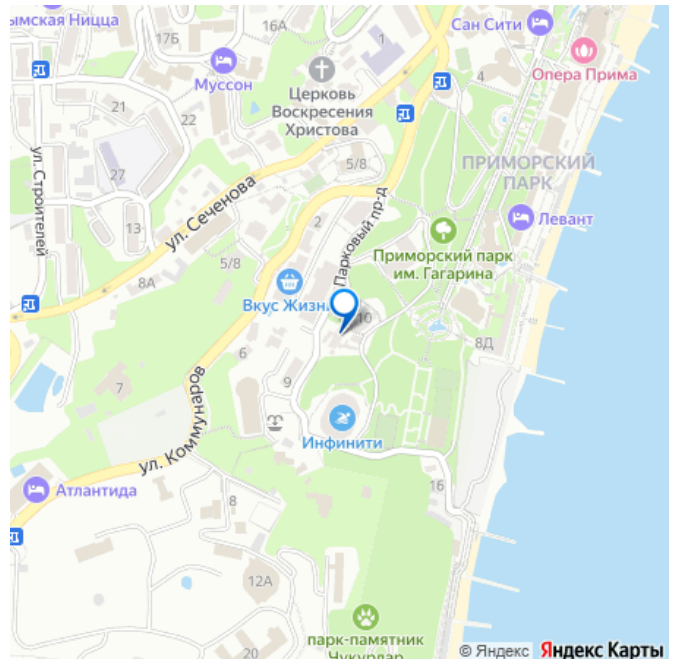 ымская Ницца
17Б
16А
1
Сан Сити
Опера Прима
Муссон
Церковь
Воскресения
Христова
4
21
22
27
5/8
ПРИМОРСКИЙ
ПАРК
ул. Строителей
ул. Сеченова
13
2
Парковый пр-д
Левант
Приморский парк
им. Гагарина
5/8
8А
Вкус Жизни
10
8Д
6
7
9
ул. Коммунаров
Инфинити
16
Атлантида
8
12А
парк-памятник
Чукурлар
20
© Яндекс Яндекс Карты